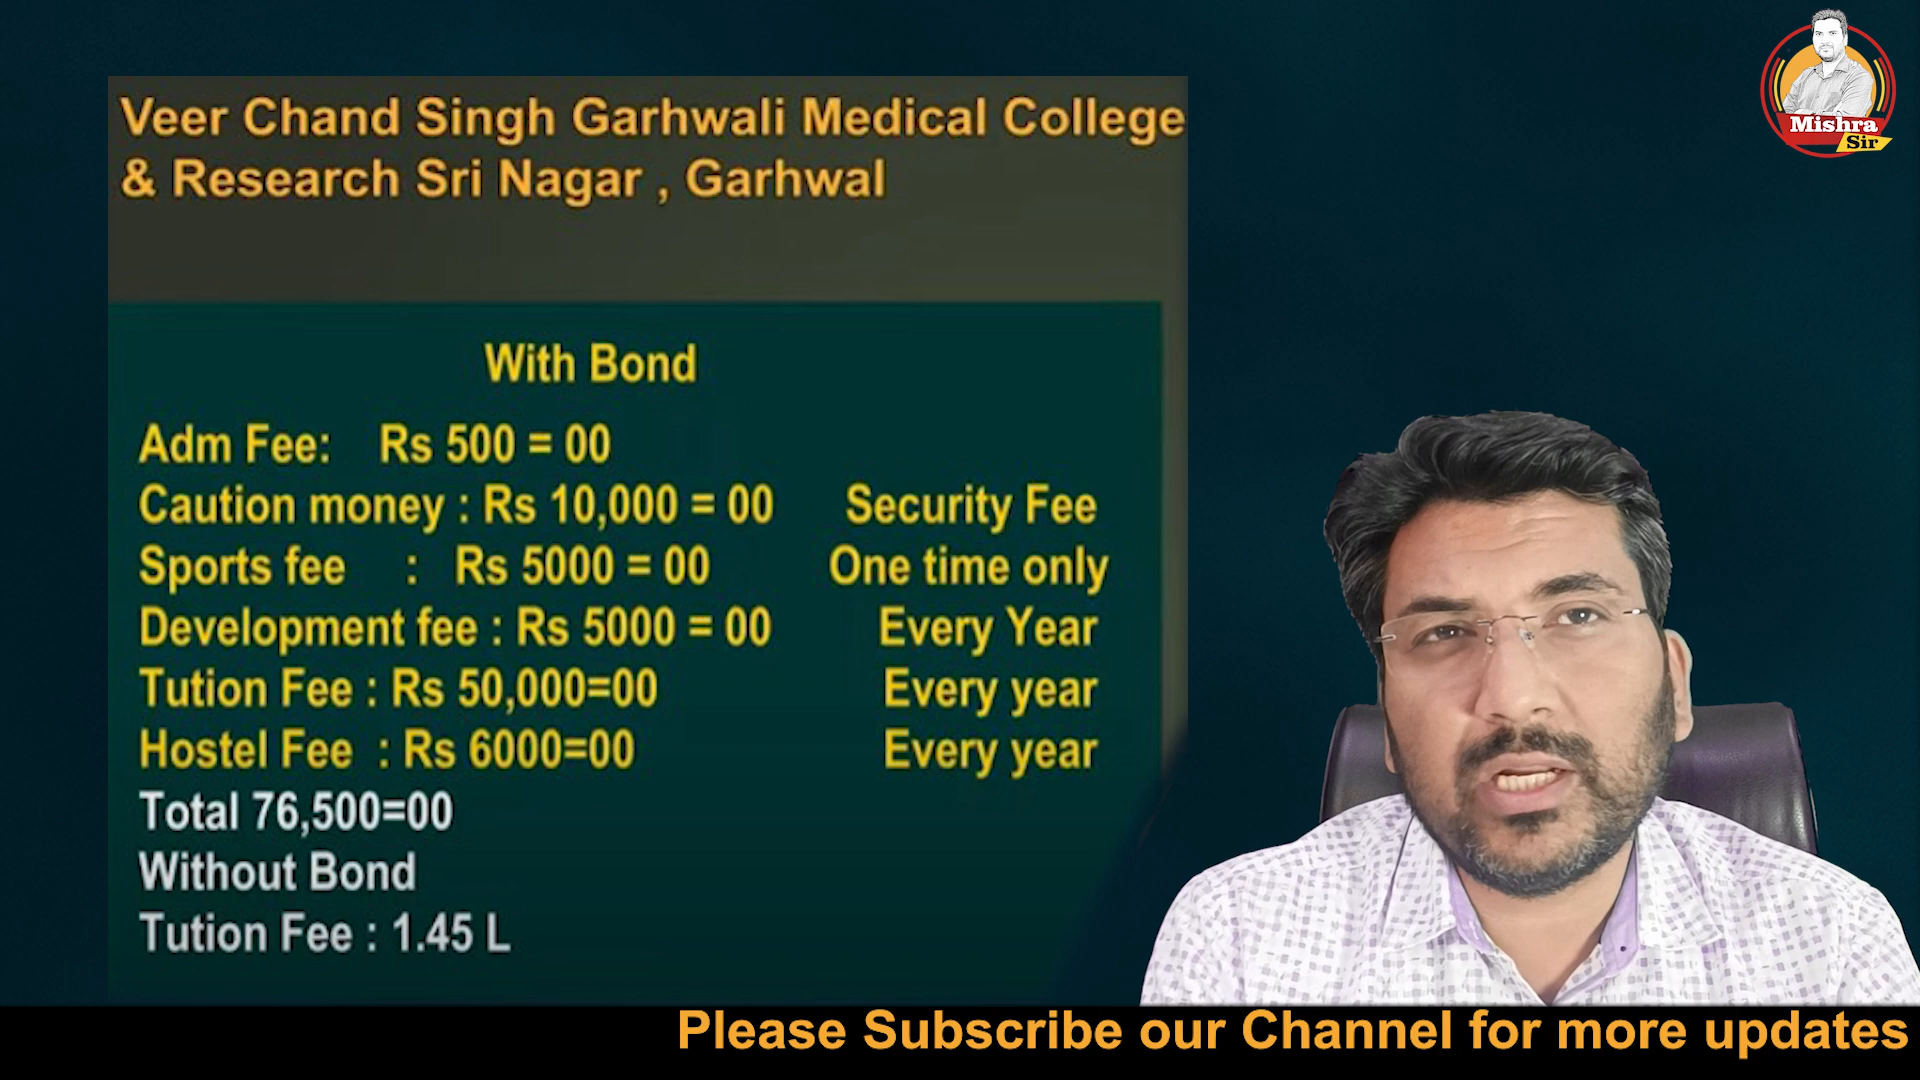 Veer Chand Singh Garhwali Medical College
& Research Sri Nagar , Garhwal
Mishra
Sir
With Bond
Adm Fee: Rs 500 = 00
Caution money : Rs 10,000 = 00 Security Fee
Sports fee : Rs 5000 = 00 One time only
Development fee : Rs 5000 = 00 Every Year
Tution Fee : Rs 50,000=00 Every year
Hostel Fee : Rs 6000=00 Every year
Total 76,500=00
Without Bond
Tution Fee : 1.45 L
Please Subscribe our Channel for more updates